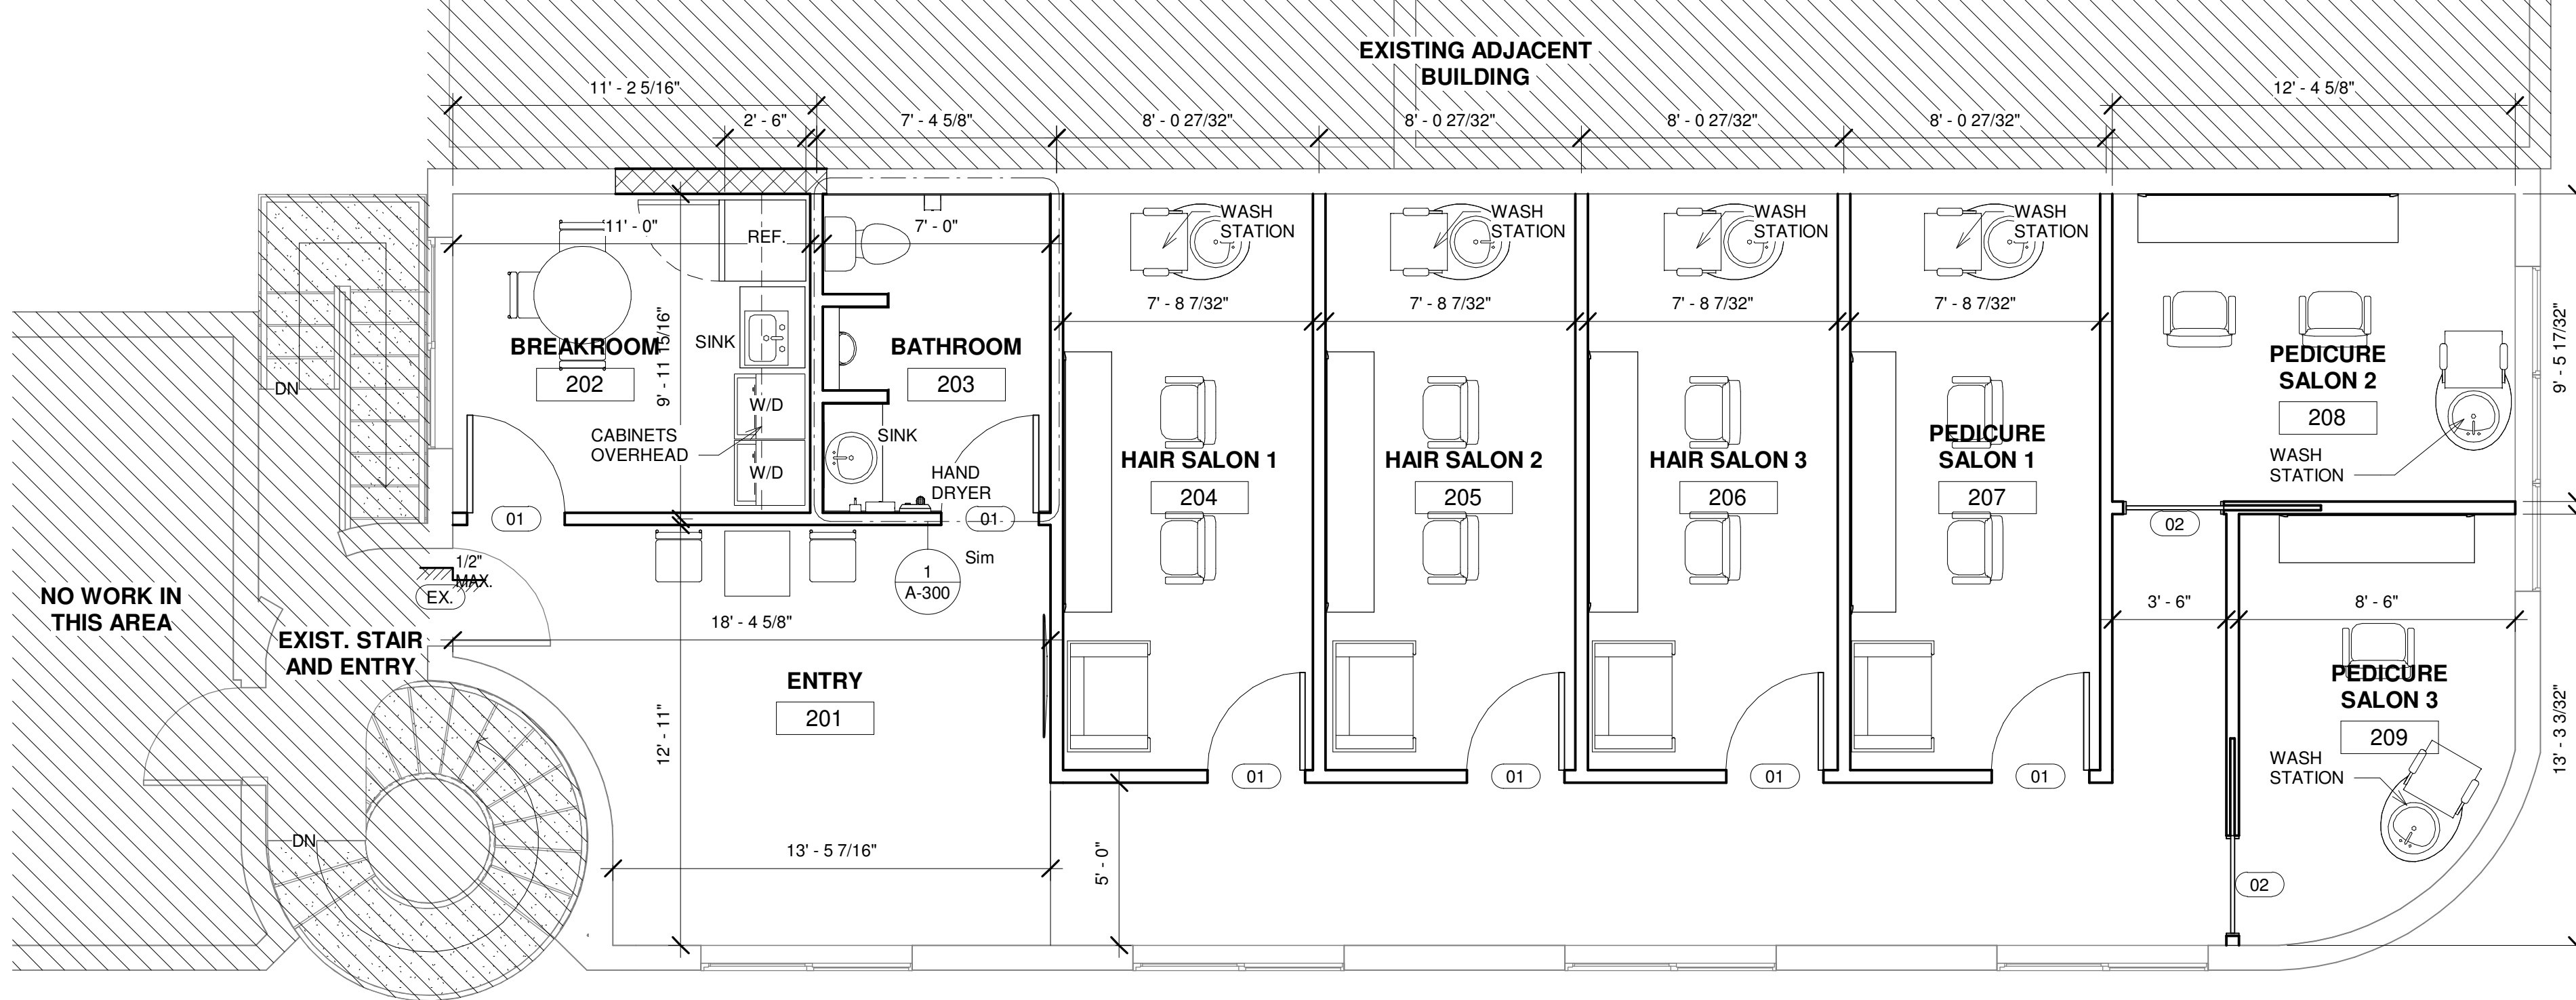 EXISTING ADJACENT
BUILDING
11' - 2 5/16"
12' - 4 5/8"
2' - 6"
7' - 4 5/8"
8' - 0 27/32"
8' - 0 27/32"
8' - 0 27/32"
8' - 0 27/32"
11' - 0"
REF.
7' - 0"
WASH
STATION
WASH
STATION
WASH
STATION
WASH
STATION
7' - 8 7/32"
7' - 8 7/32"
7' - 8 7/32"
7' - 8 7/32"
9' - 11 15/16"
SINK
BREAKROOM
202
BATHROOM
203
DN
W/D
CABINETS
OVERHEAD
W/D
SINK
HAND
DRYER
PEDICURE
SALON 2
208
9' - 5 17/32"
WASH
STATION
HAIR SALON 1
204
HAIR SALON 2
205
HAIR SALON 3
206
PEDICURE
SALON 1
207
01
01
02
1/2"
MAX.
EX.
Sim
1
A-300
NO WORK IN
THIS AREA
EXIST. STAIR
AND ENTRY
18' - 4 5/8"
3' - 6"
8' - 6"
ENTRY
201
12' - 11"
PEDICURE
SALON 3
209
13' - 3 3/32"
WASH
STATION
01
01
01
01
DN
13' - 5 7/16"
5' - 0"
02